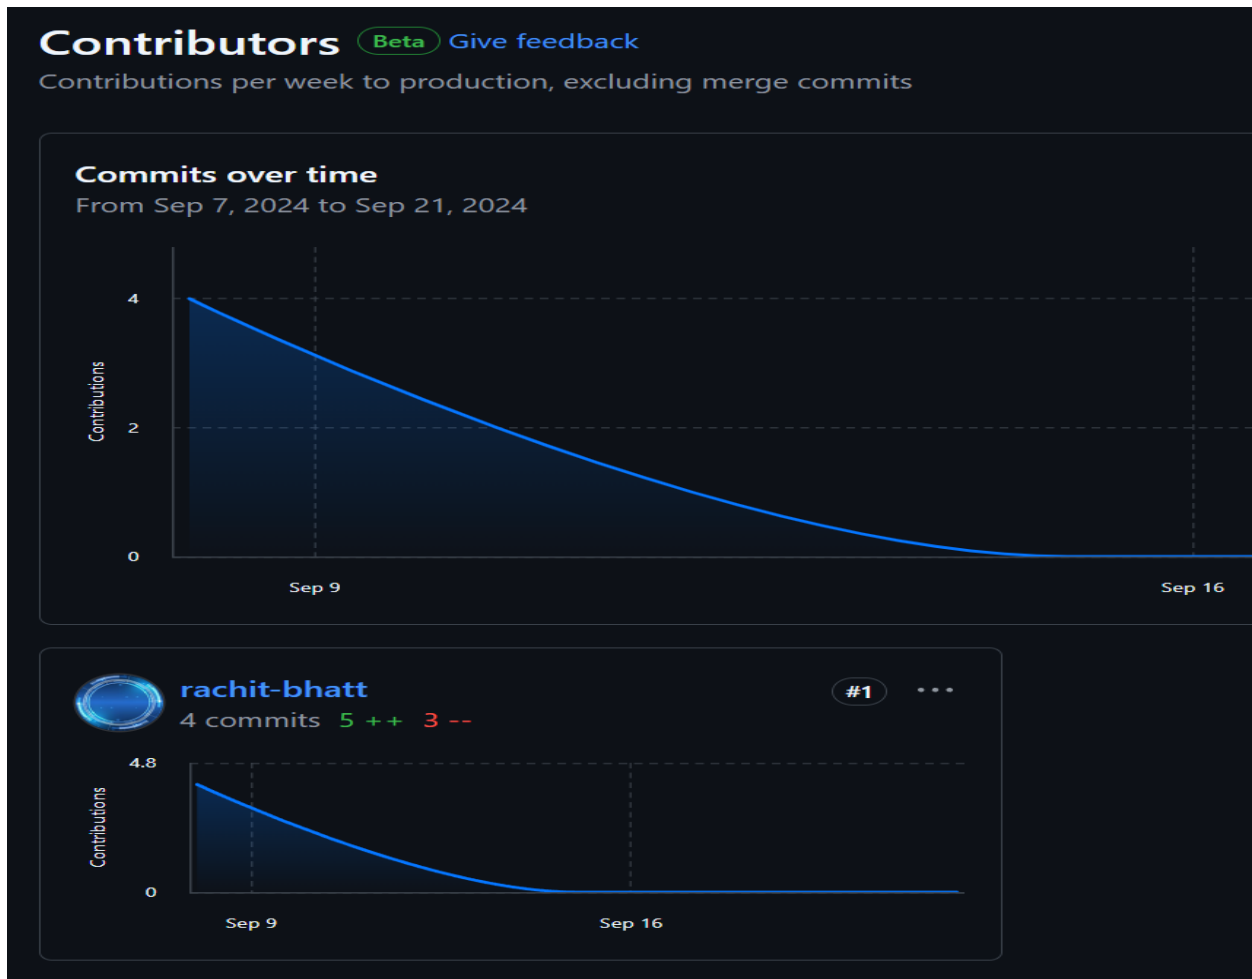 Contributors Beta Give feedback
Contributions per week to production, excluding merge commits
Commits over time
From Sep 7, 2024 to Sep 21, 2024
4
2
0
Contributions
Sep 9 Sep 16
rachit-bhatt #1
4 commits 5 ++ 3 --
4.8
0
Contributions
Sep 9 Sep 16